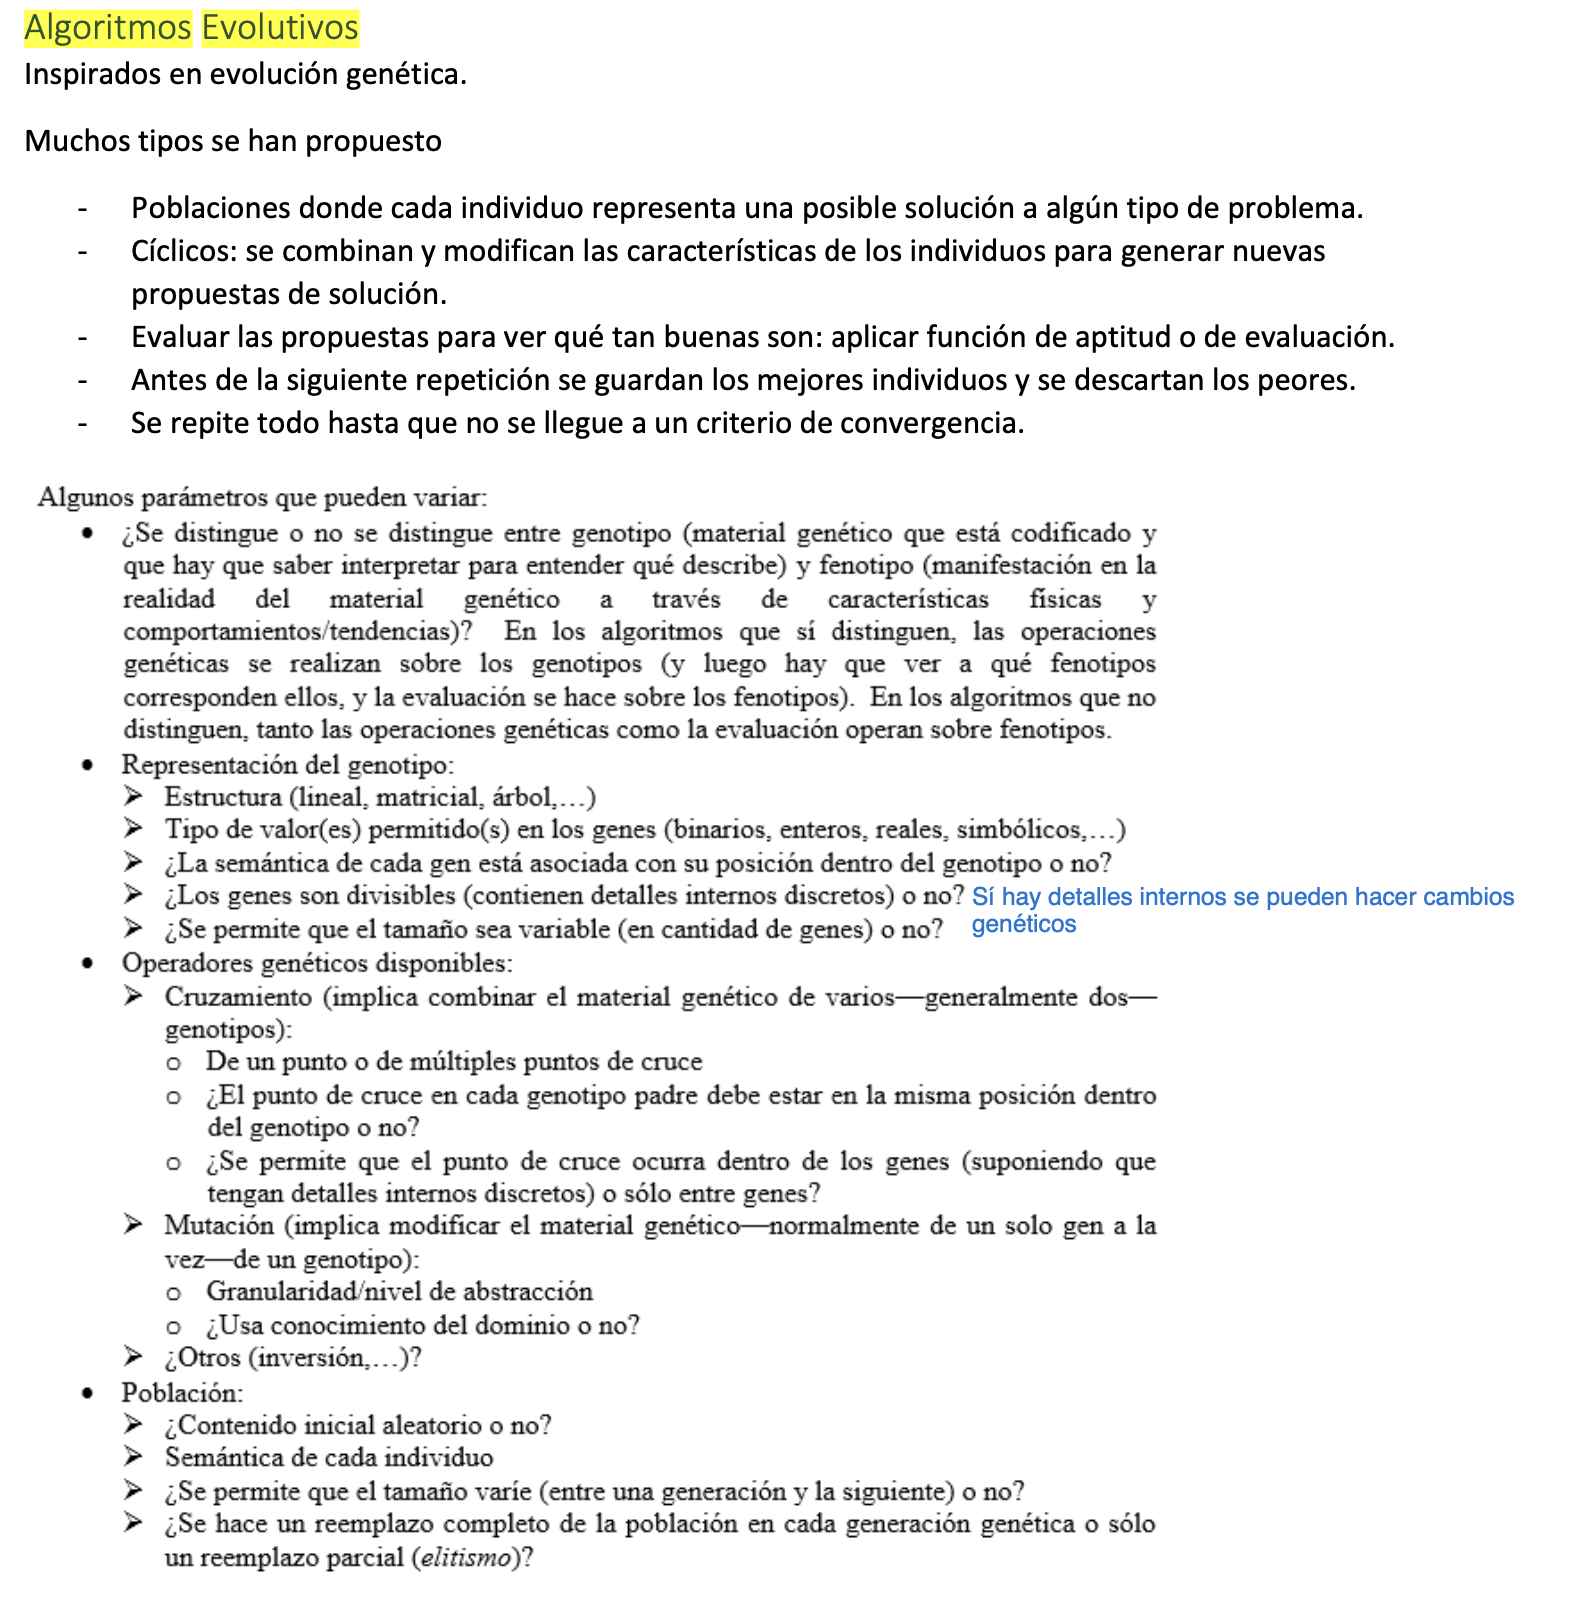 Algoritmos Evolutivos
Inspirados en evolución genética.
Muchos tipos se han propuesto
- Poblaciones donde cada individuo representa una posible solución a algún tipo de problema.
- Cíclicos: se combinan y modifican las características de los individuos para generar nuevas
propuestas de solución.
- Evaluar las propuestas para ver qué tan buenas son: aplicar función de aptitud o de evaluación.
- Antes de la siguiente repetición se guardan los mejores individuos y se descartan los peores.
- Se repite todo hasta que no se llegue a un criterio de convergencia.
Algunos parámetros que pueden variar:
• ¿Se distingue o no se distingue entre genotipo (material genético que está codificado y
que hay que saber interpretar para entender qué describe) y fenotipo (manifestación en la
realidad del material genético a través de características físicas y
comportamientos/tendencias)? En los algoritmos que sí distinguen, las operaciones
genéticas se realizan sobre los genotipos (y luego hay que ver a qué fenotipos
corresponden ellos, y la evaluación se hace sobre los fenotipos). En los algoritmos que no
distinguen, tanto las operaciones genéticas como la evaluación operan sobre fenotipos.
• Representación del genotipo:
➢ Estructura (lineal, matricial, árbol,…)
➢ Tipo de valor(es) permitido(s) en los genes (binarios, enteros, reales, simbólicos,…)
➢ ¿La semántica de cada gen está asociada con su posición dentro del genotipo o no?
➢ ¿Los genes son divisibles (contienen detalles internos discretos) o no? Sí hay detalles internos se pueden hacer cambios
genéticos
➢ ¿Se permite que el tamaño sea variable (en cantidad de genes) o no?
• Operadores genéticos disponibles:
➢ Cruzamiento (implica combinar el material genético de varios—generalmente dos—
genotipos):
o De un punto o de múltiples puntos de cruce
o ¿El punto de cruce en cada genotipo padre debe estar en la misma posición dentro
del genotipo o no?
o ¿Se permite que el punto de cruce ocurra dentro de los genes (suponiendo que
tengan detalles internos discretos) o sólo entre genes?
➢ Mutación (implica modificar el material genético—normalmente de un solo gen a la
vez—de un genotipo):
o Granularidad/nivel de abstracción
o ¿Usa conocimiento del dominio o no?
➢ ¿Otros (inversión,…)?
• Población:
➢ ¿Contenido inicial aleatorio o no?
➢ Semántica de cada individuo
➢ ¿Se permite que el tamaño varíe (entre una generación y la siguiente) o no?
➢ ¿Se hace un reemplazo completo de la población en cada generación genética o sólo
un reemplazo parcial (elitismo)?